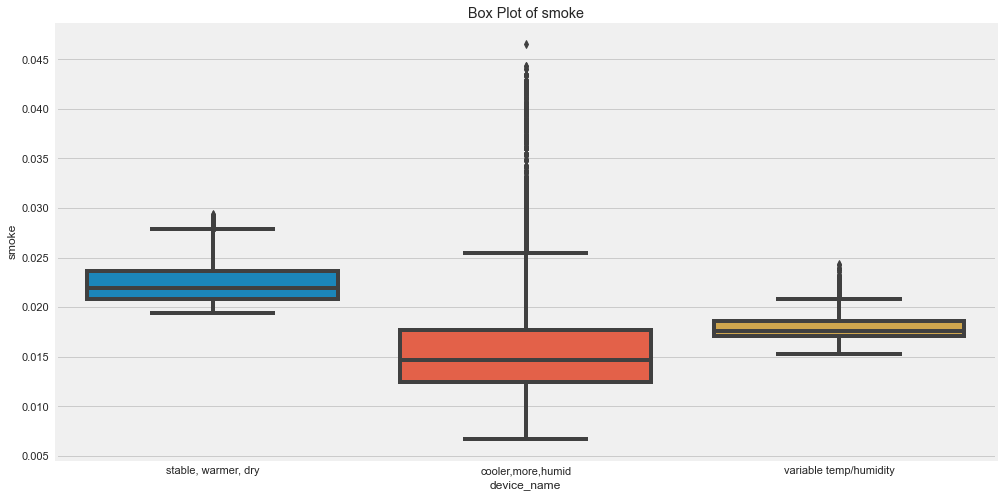 Box Plot of smoke
0.045
0.040
0.035
0.030
0.025
0.020
0.015
0.010
0.005
smoke
stable, warmer, dry
cooler,more,humid
variable temp/humidity
device_name